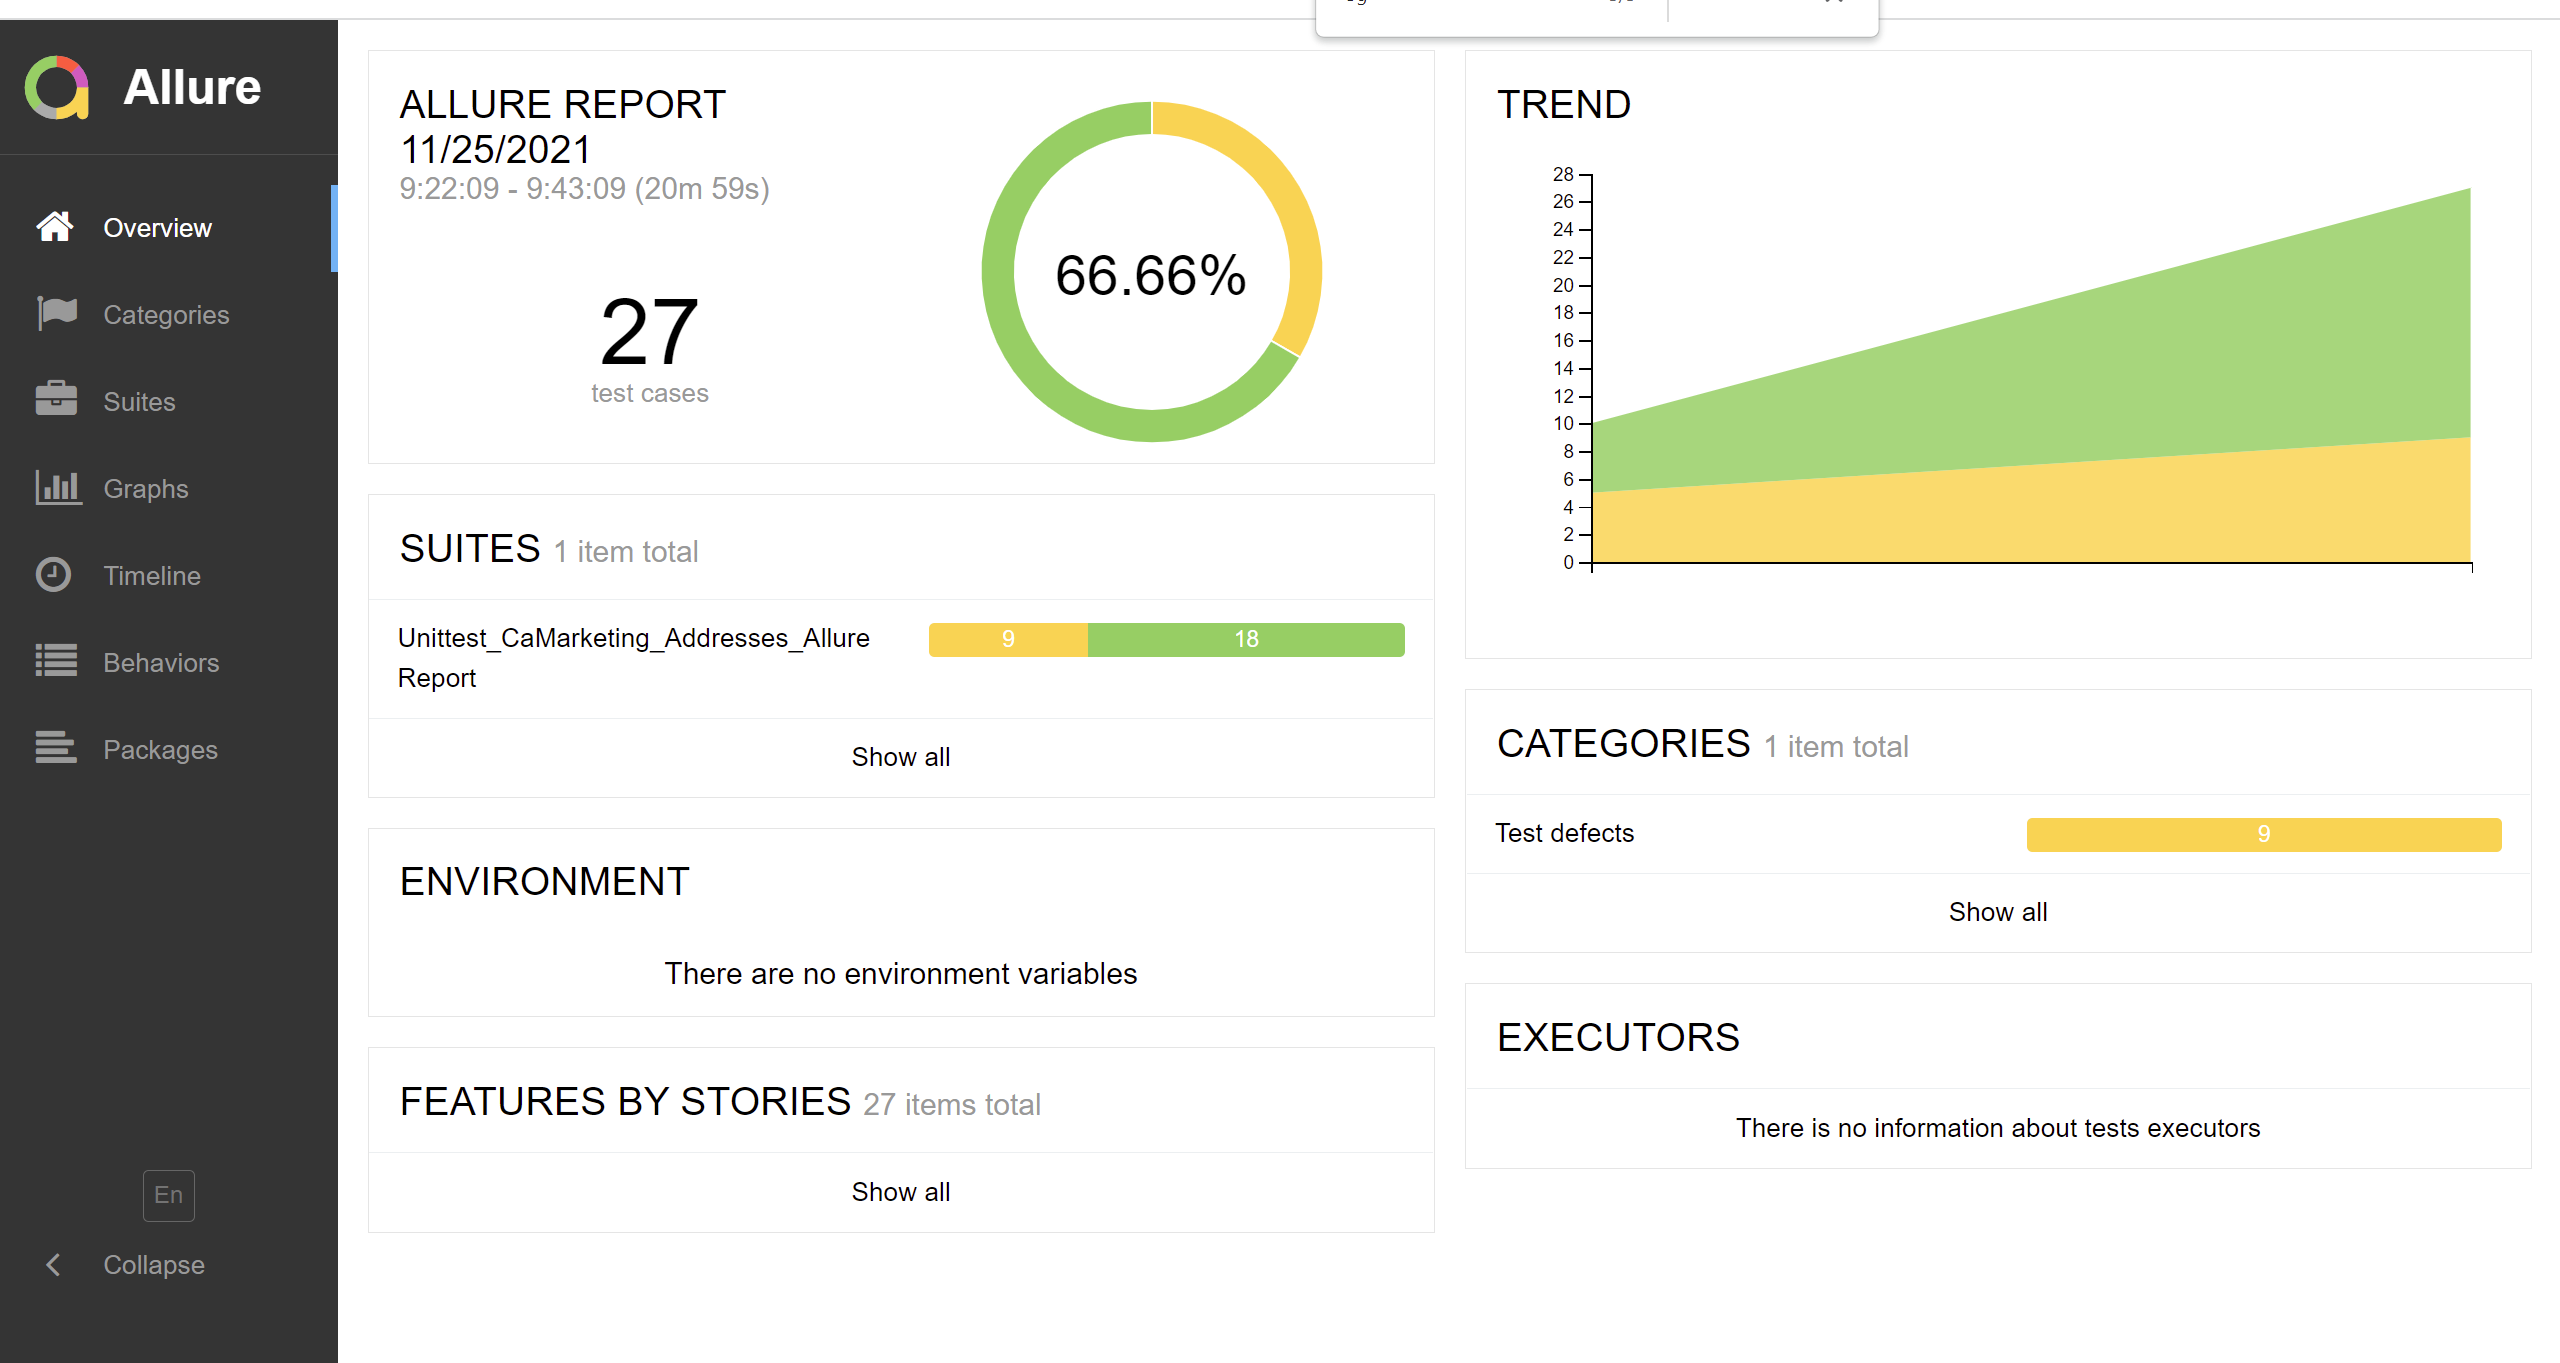 Allure
Overview
Categories
Suites
Graphs
Timeline
Behaviors
Packages
En
Collapse
ALLURE REPORT
11/25/2021
9:22:09 - 9:43:09 (20m 59s)
27
test cases
66.66%
SUITES 1 item total
Unittest_CaMarketing_Addresses_Allure
Report
9 18
Show all
ENVIRONMENT
There are no environment variables
FEATURES BY STORIES 27 items total
Show all
TREND
28
26
24
22
20
18
16
14
12
10
8
6
4
2
0
CATEGORIES 1 item total
Test defects 9
Show all
EXECUTORS
There is no information about tests executors